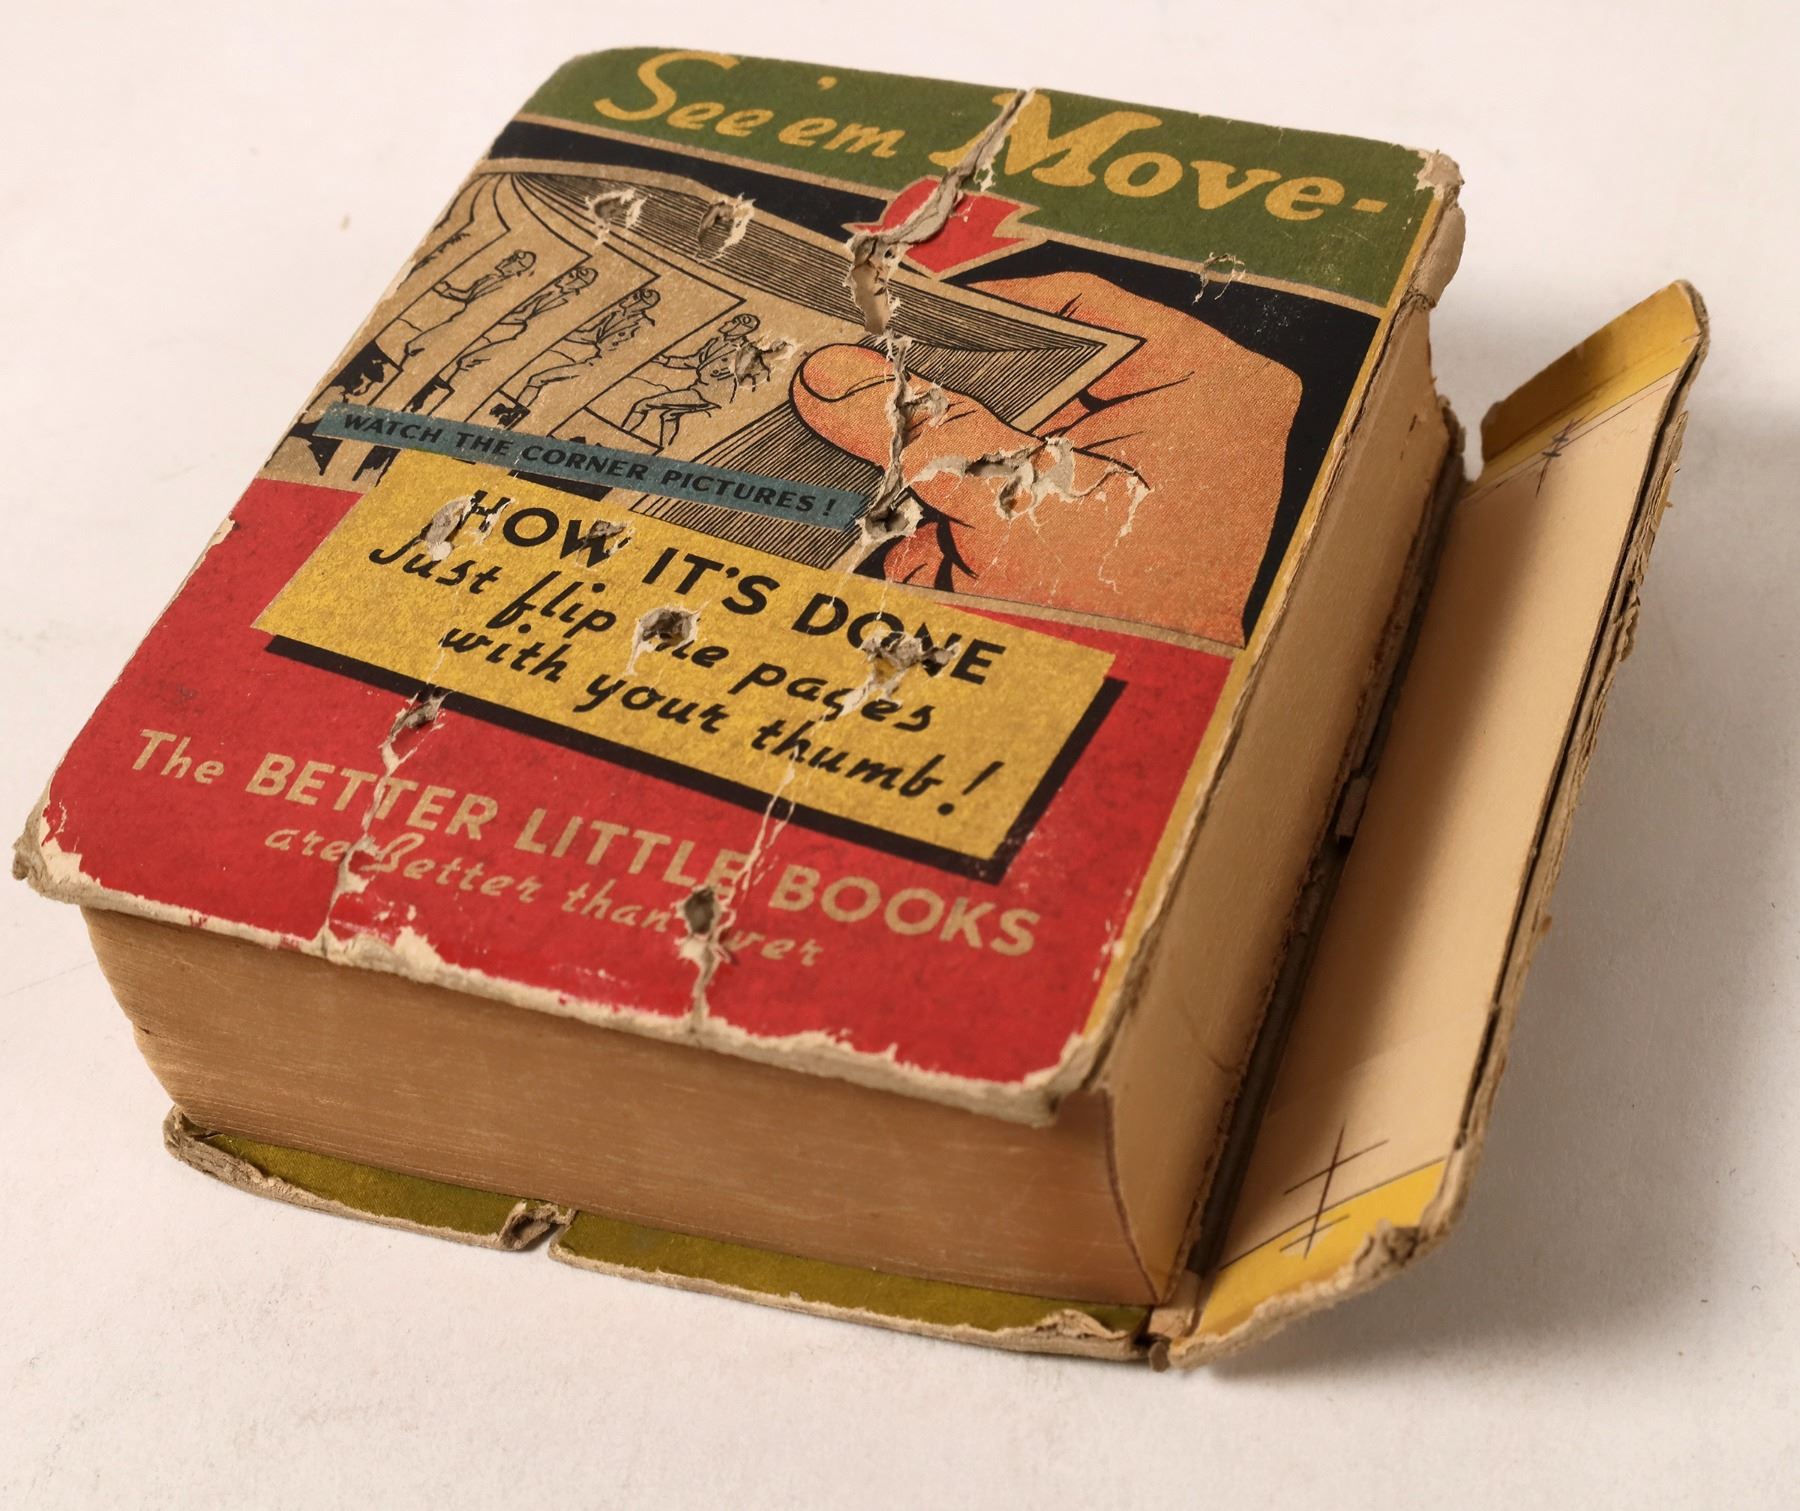 See 'em Move-
WATCH THE CORNER PICTURES!
HOW IT'S DONE
Just flip the pages
with your thumb!
The BETTER LITTLE BOOKS
are Better than ever